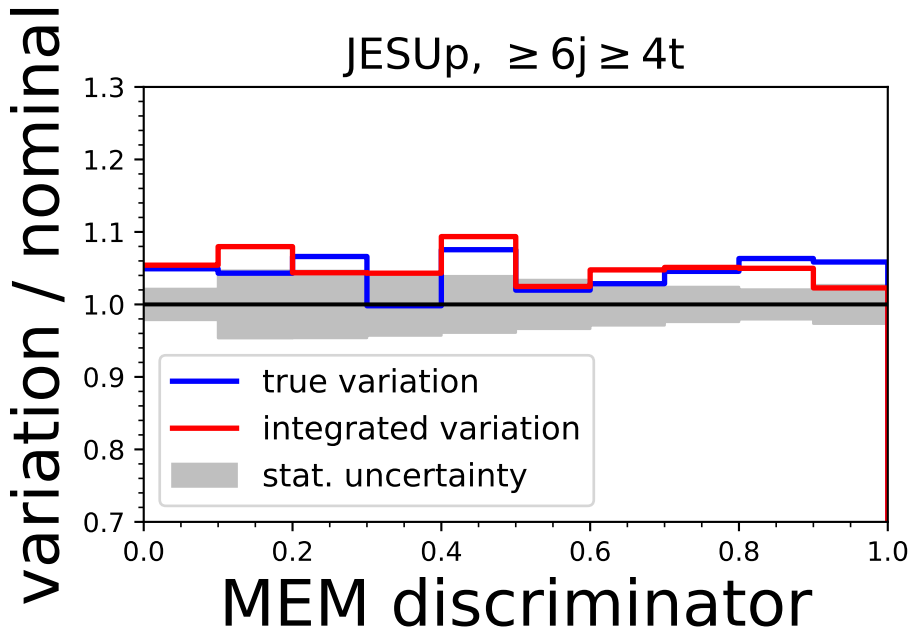 JESUp, ≥ 6j ≥ 4t
variation / nominal
1.3
1.2
1.1
1.0
0.9
0.8
0.7
true variation
integrated variation
stat. uncertainty
0.0 0.2 0.4 0.6 0.8 1.0
MEM discriminator